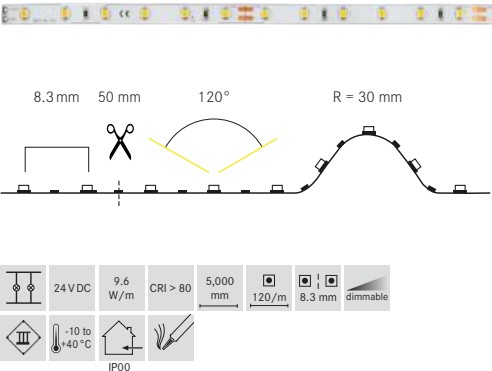 8.3 mm 50 mm 120° R = 30 mm
24 V DC
9.6
W/m
CRI > 80
5,000
mm
120/m
8.3 mm
dimmable
III
-10 to
+40 °C
IP00